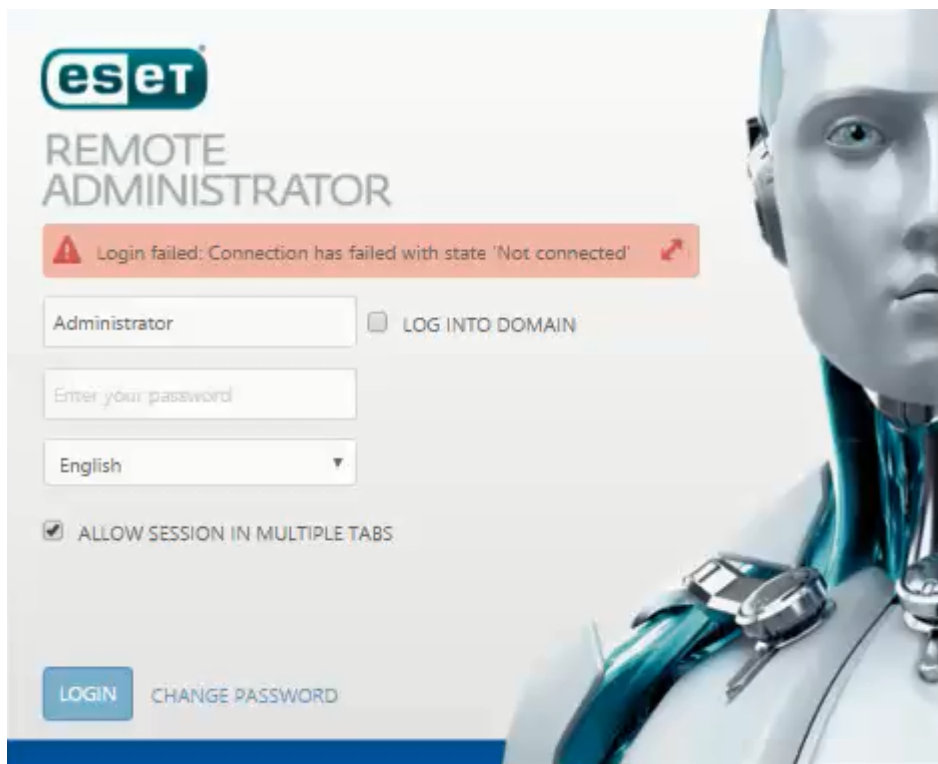 eset
REMOTE
ADMINISTRATOR
Login failed: Connection has failed with state 'Not connected'
Administrator
LOG INTO DOMAIN
Enter your password
English
ALLOW SESSION IN MULTIPLE TABS
LOGIN
CHANGE PASSWORD